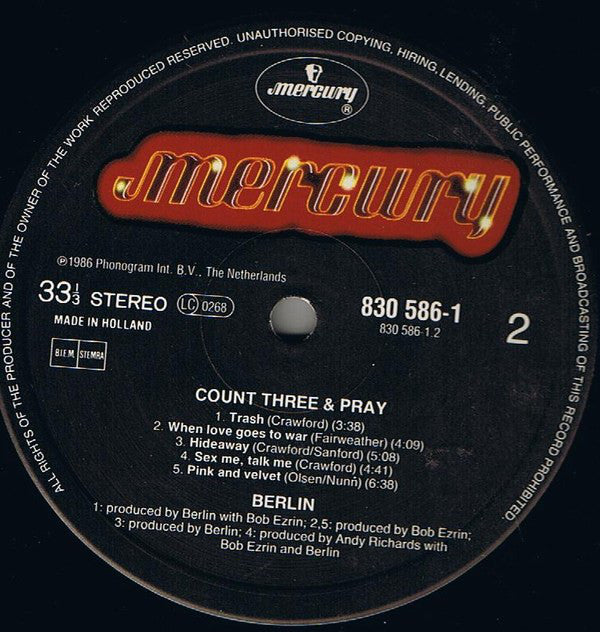 ALL RIGHTS OF THE PRODUCER AND OF THE OWNER OF THE WORK REPRODUCED RESERVED. UNAUTHORISED COPYING, HIRING, LENDING, PUBLIC PERFORMANCE AND BROADCASTING OF THIS RECORD PROHIBITED.
mercury
®
mercury
℗1986 Phonogram Int. B.V., The Netherlands
33 1/3 STEREO LC 0268
MADE IN HOLLAND
B.I.E.M. STEMRA
830 586-1
830 586-1.2
2
COUNT THREE & PRAY
1. Trash (Crawford) (3:38)
2. When love goes to war (Fairweather) (4:09)
3. Hideaway (Crawford/Sanford) (5:08)
4. Sex me, talk me (Crawford) (4:41)
5. Pink and velvet (Olsen/Nunn) (6:38)
BERLIN
1: produced by Berlin with Bob Ezrin; 2,5: produced by Bob Ezrin;
3: produced by Berlin; 4: produced by Andy Richards with
Bob Ezrin and Berlin